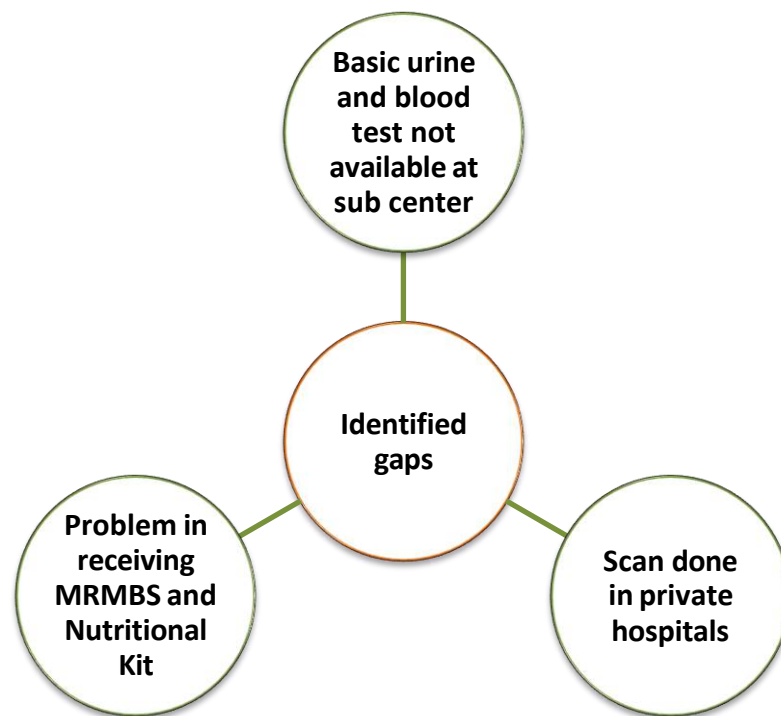 Basic urine
and blood
test not
available at
sub center
Identified
gaps
Problem in
receiving
MRMBS and
Nutritional
Kit
Scan done
in private
hospitals